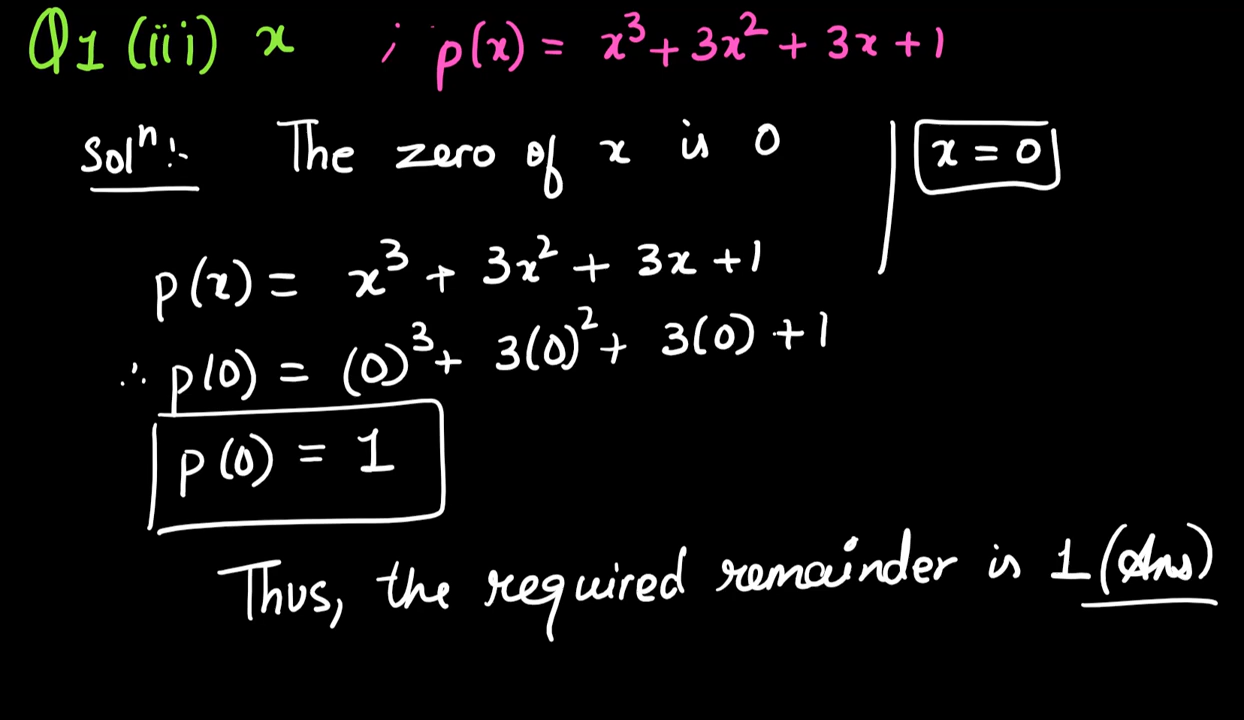 Q1 (iii) x ; p(x) = x³ + 3x² + 3x + 1
Solⁿ:- The zero of x is 0 | x = 0
p(x) = x³ + 3x² + 3x + 1
∴ p(0) = (0)³ + 3(0)² + 3(0) + 1
p(0) = 1
Thus, the required remainder is 1 (Ans)